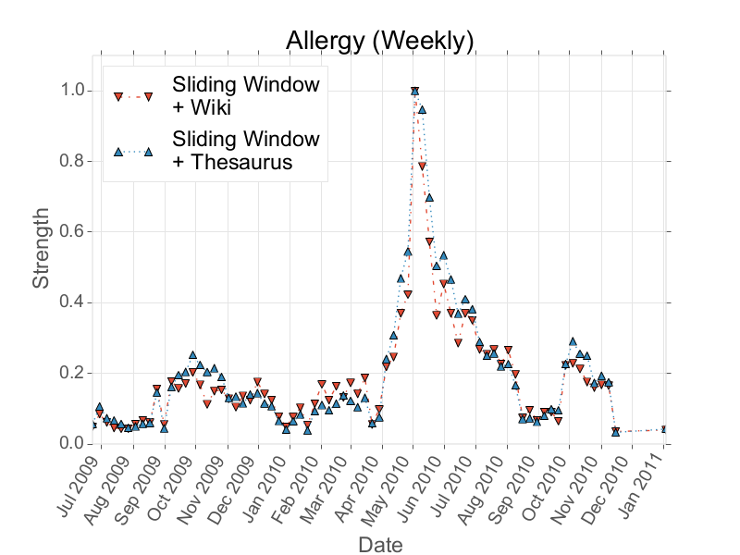 Allergy (Weekly)
Sliding Window
+ Wiki
Sliding Window
+ Thesaurus
Strength
1.0
0.8
0.6
0.4
0.2
0.0
Jul 2009
Aug 2009
Sep 2009
Oct 2009
Nov 2009
Dec 2009
Jan 2010
Feb 2010
Mar 2010
Apr 2010
May 2010
Jun 2010
Jul 2010
Aug 2010
Sep 2010
Oct 2010
Nov 2010
Dec 2010
Jan 2011
Date